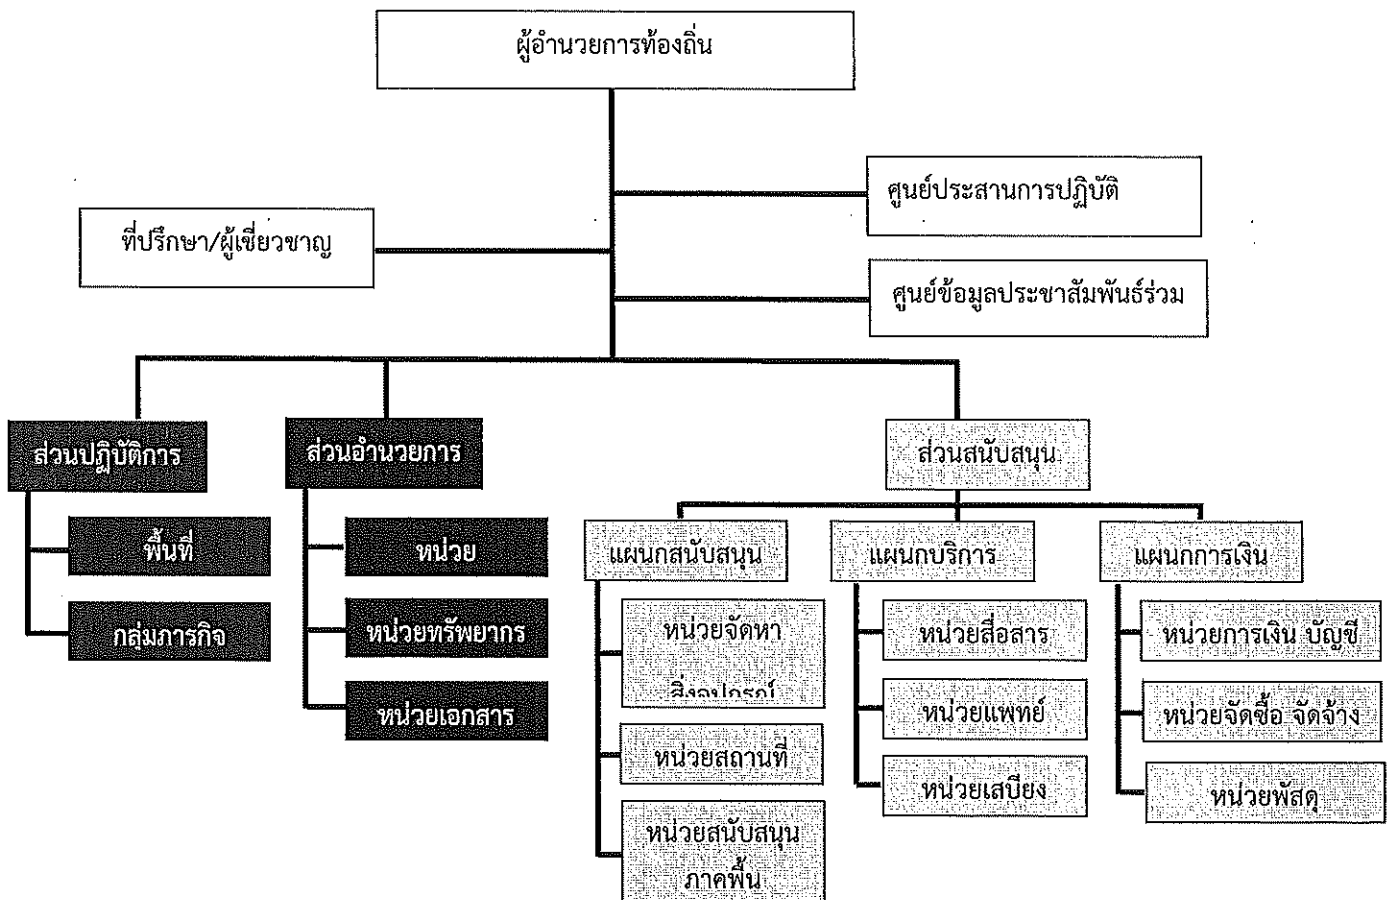 ผู้อำนวยการท้องถิ่น
ศูนย์ประสานการปฏิบัติ
ที่ปรึกษา/ผู้เชี่ยวชาญ
ศูนย์ข้อมูลประชาสัมพันธ์ร่วม
ส่วนปฏิบัติการ
พื้นที่
กลุ่มภารกิจ
ส่วนอำนวยการ
หน่วย
หน่วยทรัพยากร
หน่วยเอกสาร
ส่วนสนับสนุน
แผนกสนับสนุน
หน่วยจัดหา
สิ่งอุปกรณ์
หน่วยสถานที่
หน่วยสนับสนุน
ภาคพื้น
แผนกบริการ
หน่วยสื่อสาร
หน่วยแพทย์
หน่วยเสบียง
แผนกการเงิน
หน่วยการเงิน บัญชี
หน่วยจัดซื้อ จัดจ้าง
หน่วยพัสดุ